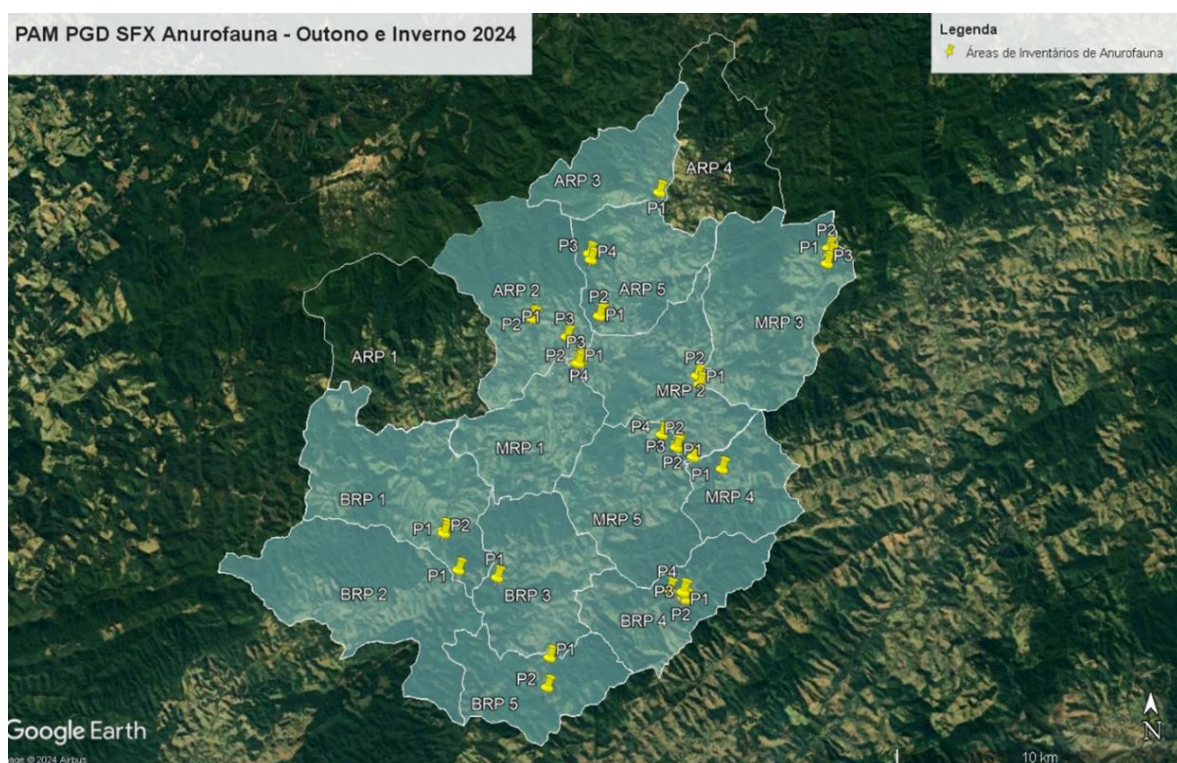 PAM PGD SFX Anurofauna - Outono e Inverno 2024
Legenda
Áreas de Inventários de Anurofauna
ARP 4
ARP 3
P1
P2
P3
P4
P1
P3
ARP 2
P2
ARP 5
P1
P2
P3
P1
MRP 3
P3
P2
P1
P4
ARP 1
P2
P1
MRP 2
P4
P2
P3
P1
MRP 1
P2
P1
MRP 4
BRP 1
MRP 5
P1
P2
P1
P1
BRP 2
BRP 3
P4
P3
P1
P2
BRP 4
P1
P2
BRP 5
Google Earth
N
10 km
© 2024 Airbus